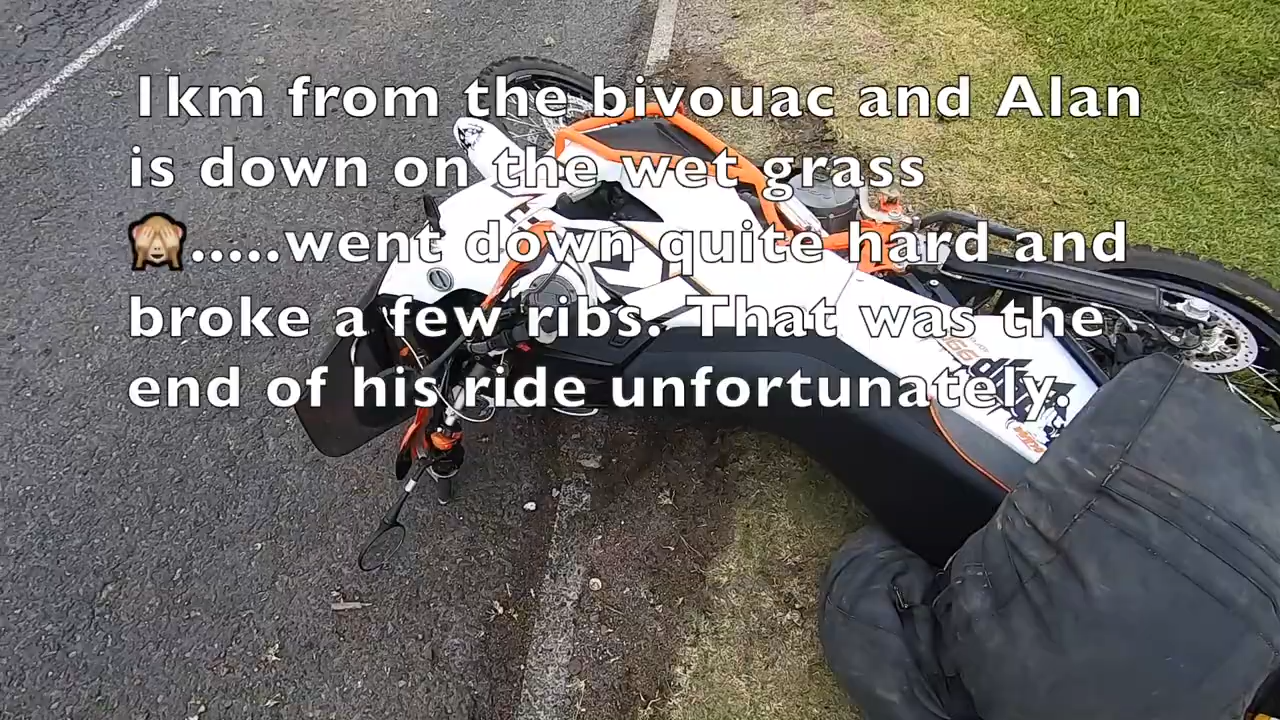 1km from the bivouac and Alan
is down on the wet grass
🙈.....went down quite hard and
broke a few ribs. That was the
end of his ride unfortunately.